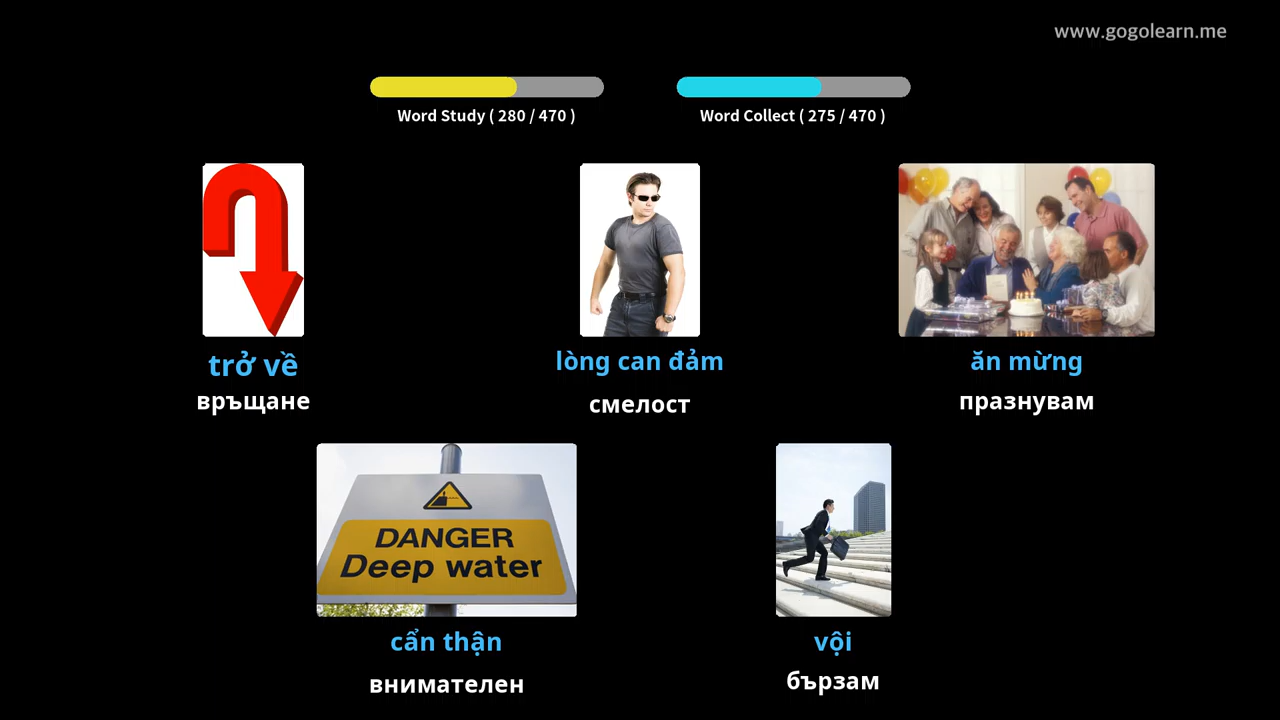 www.gogolearn.me
Word Study ( 280 / 470 )
Word Collect ( 275 / 470 )
trở về
връщане
lòng can đảm
смелост
ăn mừng
празнувам
DANGER
Deep water
cẩn thận
внимателен
vội
бързам